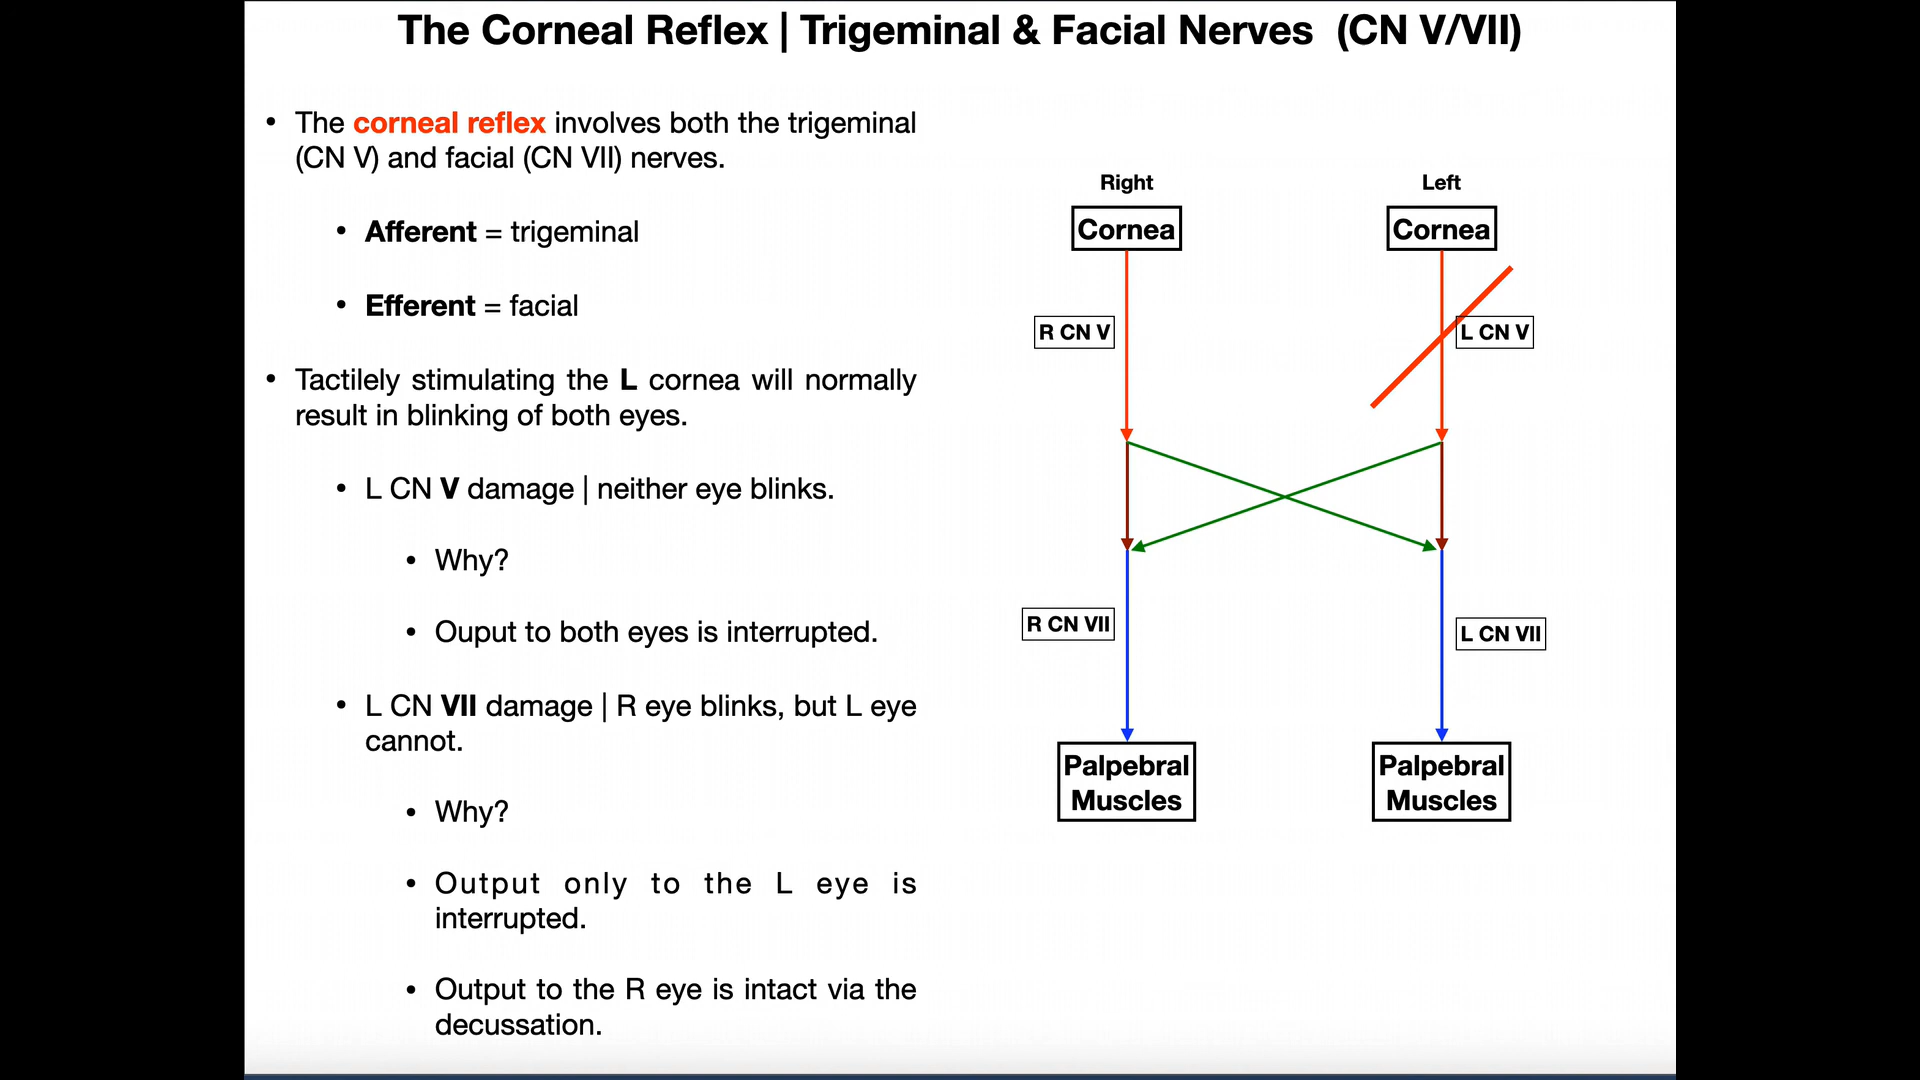 The Corneal Reflex | Trigeminal & Facial Nerves (CN V/VII)
• The corneal reflex involves both the trigeminal
(CN V) and facial (CN VII) nerves.
• Afferent = trigeminal
• Efferent = facial
• Tactilely stimulating the L cornea will normally
result in blinking of both eyes.
• L CN V damage | neither eye blinks.
• Why?
• Ouput to both eyes is interrupted.
• L CN VII damage | R eye blinks, but L eye
cannot.
• Why?
• Output only to the L eye is
interrupted.
• Output to the R eye is intact via the
decussation.
Right
Left
Cornea
Cornea
R CN V
L CN V
R CN VII
L CN VII
Palpebral
Muscles
Palpebral
Muscles